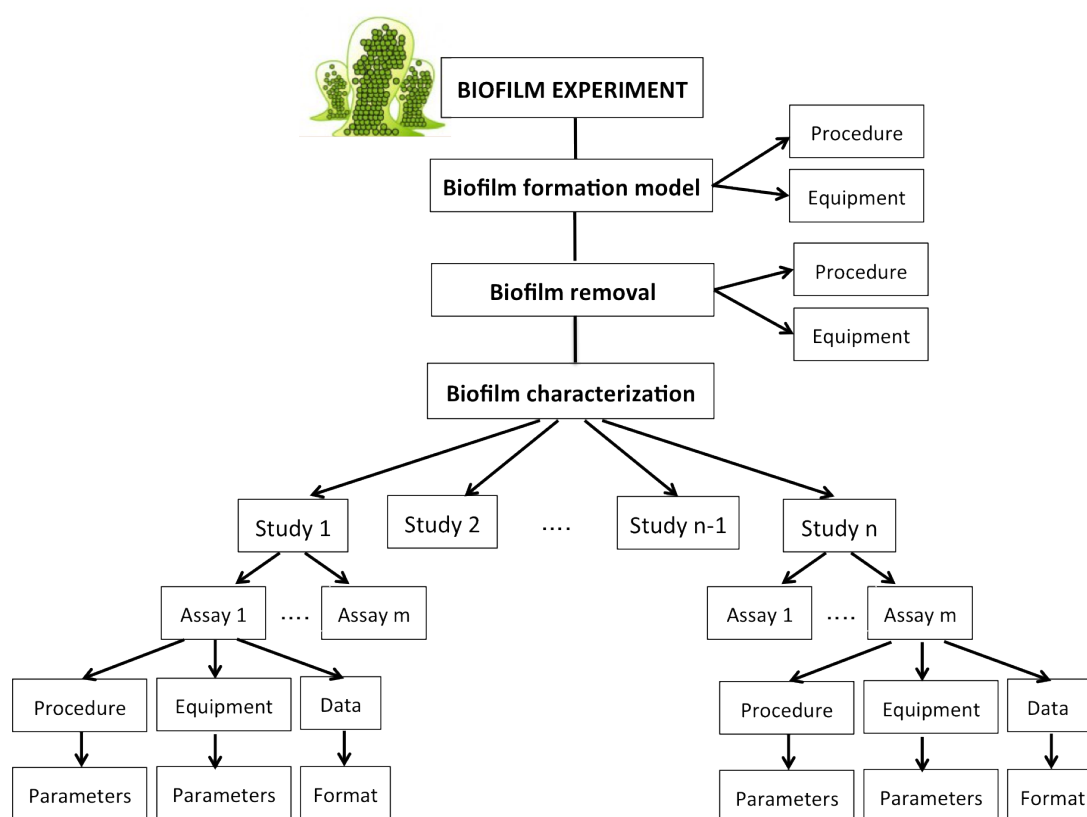 BIOFILM EXPERIMENT
Procedure
Biofilm formation model
Equipment
Procedure
Biofilm removal
Equipment
Biofilm characterization
Study 1
Study 2
....
Study n-1
Study n
Assay 1
....
Assay m
Assay 1
....
Assay m
Procedure
Equipment
Data
Procedure
Equipment
Data
Parameters
Parameters
Format
Parameters
Parameters
Format